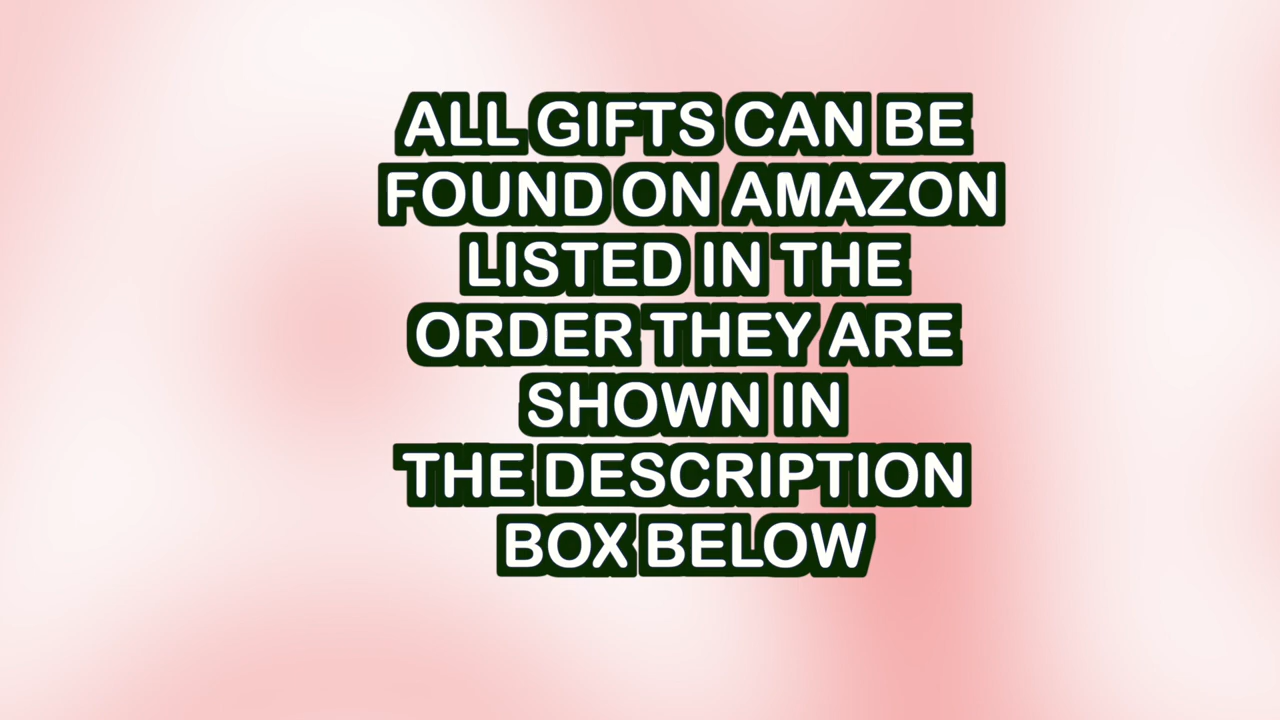 ALL GIFTS CAN BE
FOUND ON AMAZON
LISTED IN THE
ORDER THEY ARE
SHOWN IN
THE DESCRIPTION
BOX BELOW